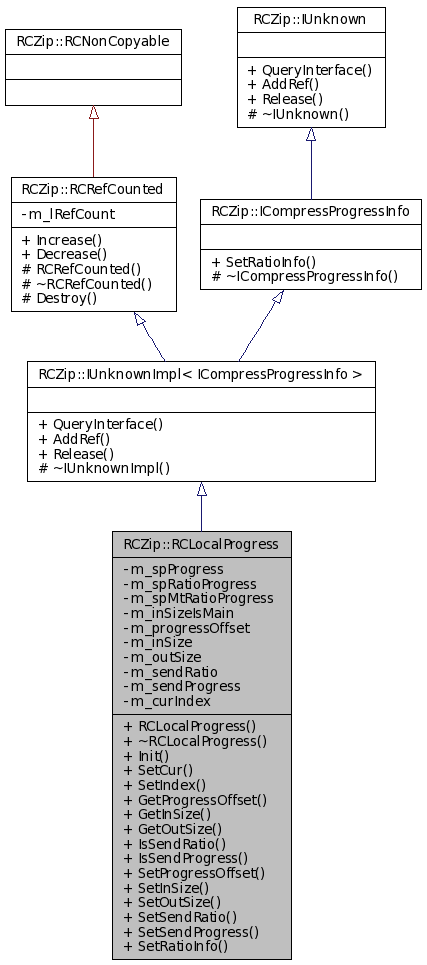 RCZip::RCNonCopyable
RCZip::IUnknown
+ QueryInterface()
+ AddRef()
+ Release()
# ~IUnknown()
RCZip::RCRefCounted
- m_lRefCount
+ Increase()
+ Decrease()
# RCRefCounted()
# ~RCRefCounted()
# Destroy()
RCZip::ICompressProgressInfo
+ SetRatioInfo()
# ~ICompressProgressInfo()
RCZip::IUnknownImpl< ICompressProgressInfo >
+ QueryInterface()
+ AddRef()
+ Release()
# ~IUnknownImpl()
RCZip::RCLocalProgress
- m_spProgress
- m_spRatioProgress
- m_spMtRatioProgress
- m_inSizeIsMain
- m_progressOffset
- m_inSize
- m_outSize
- m_sendRatio
- m_sendProgress
- m_curIndex
+ RCLocalProgress()
+ ~RCLocalProgress()
+ Init()
+ SetCur()
+ SetIndex()
+ GetProgressOffset()
+ GetInSize()
+ GetOutSize()
+ IsSendRatio()
+ IsSendProgress()
+ SetProgressOffset()
+ SetInSize()
+ SetOutSize()
+ SetSendRatio()
+ SetSendProgress()
+ SetRatioInfo()